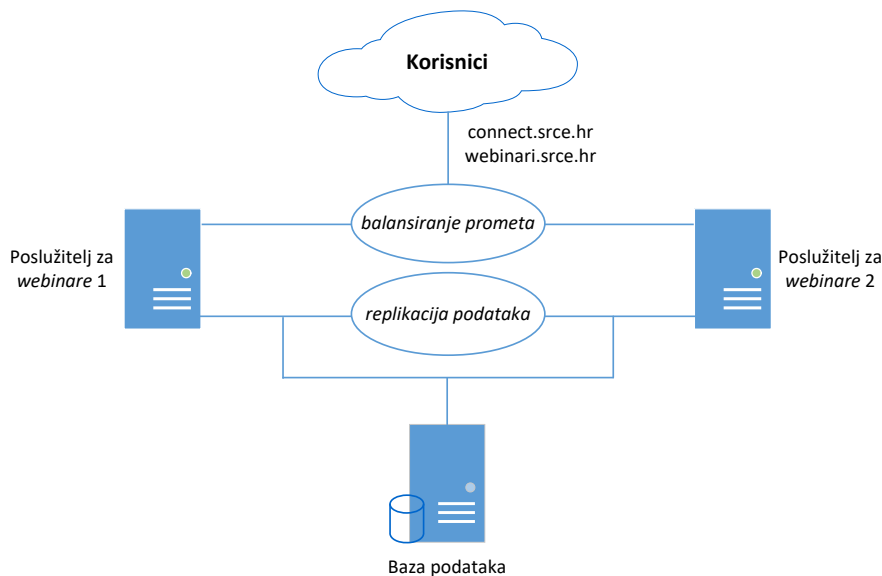 Korisnici
connect.srce.hr
webinari.srce.hr
balansiranje prometa
Poslužitelj za
webinare 1
Poslužitelj za
webinare 2
replikacija podataka
Baza podataka